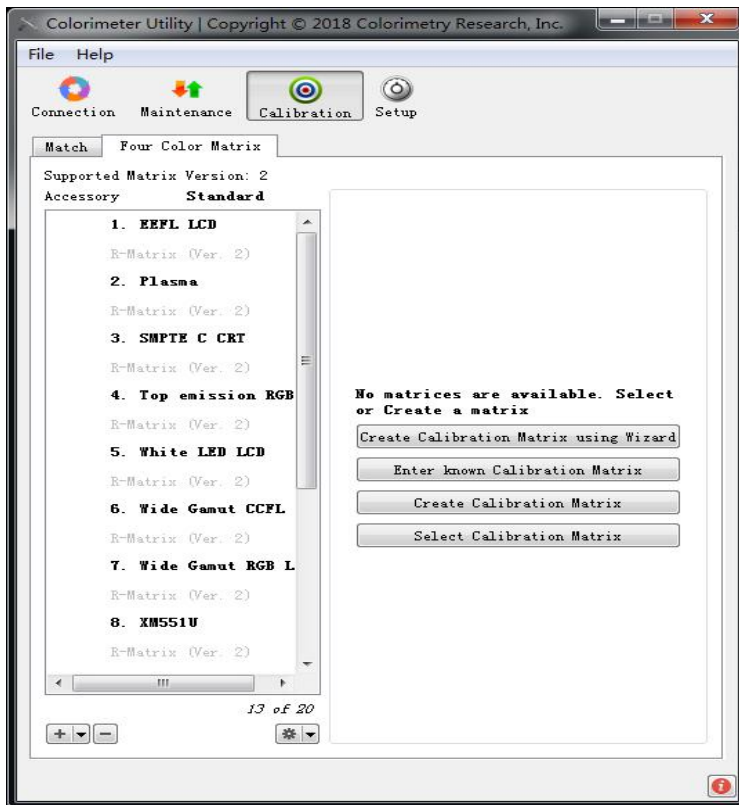 Colorimeter Utility | Copyright © 2018 Colorimetry Research, Inc.
File Help
Connection Maintenance Calibration Setup
Match Four Color Matrix
Supported Matrix Version: 2
Accessory Standard
1. EEFL LCD
R-Matrix (Ver. 2)
2. Plasma
R-Matrix (Ver. 2)
3. SMPTE C CRT
R-Matrix (Ver. 2)
4. Top emission RGB
R-Matrix (Ver. 2)
5. White LED LCD
R-Matrix (Ver. 2)
6. Wide Gamut CCFL
R-Matrix (Ver. 2)
7. Wide Gamut RGB L
R-Matrix (Ver. 2)
8. XM551U
R-Matrix (Ver. 2)
13 of 20
No matrices are available. Select
or Create a matrix
Create Calibration Matrix using Wizard
Enter known Calibration Matrix
Create Calibration Matrix
Select Calibration Matrix